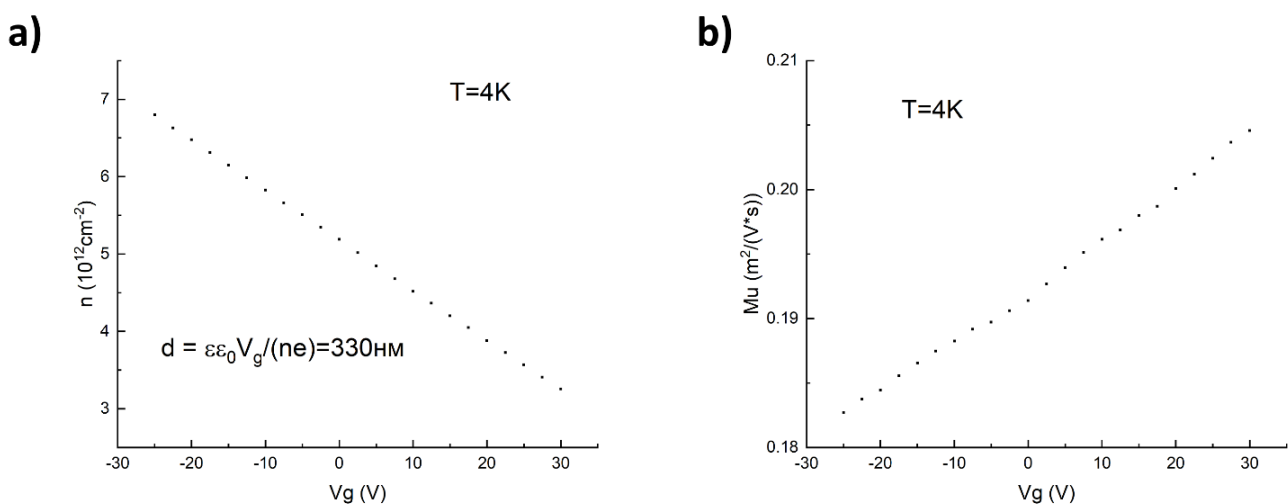 a)
T=4K
n (10¹²cm⁻²)
7
6
5
4
3
d = εε₀V_g/(ne)=330нм
-30 -20 -10 0 10 20 30
Vg (V)
b)
T=4K
Mu (m²/(V*s))
0.21
0.20
0.19
0.18
-30 -20 -10 0 10 20 30
Vg (V)